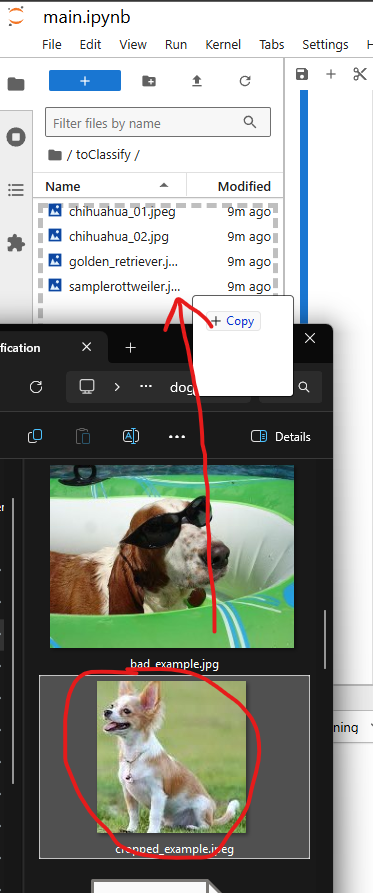 main.ipynb
File Edit View Run Kernel Tabs Settings
Filter files by name
/ toClassify /
Name Modified
chihuahua_01.jpeg 9m ago
chihuahua_02.jpg 9m ago
golden_retriever.j... 9m ago
samplerottweiler.j... 9m ago
+ Copy
fication
dog
Details
bad_example.jpg
cropped_example.jpeg